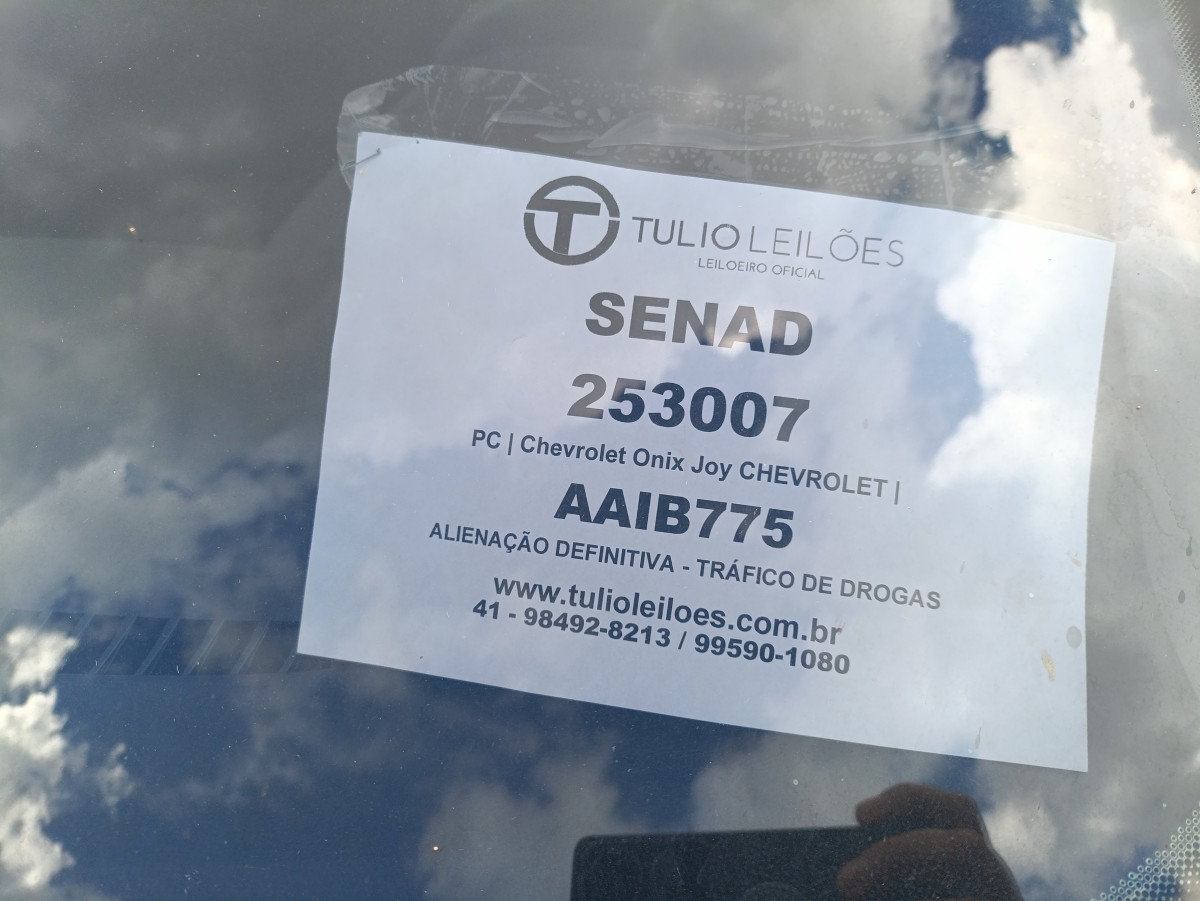 T TULIO LEILÕES
LEILOEIRO OFICIAL
SENAD
253007
PC | Chevrolet Onix Joy CHEVROLET |
AAIB775
ALIENAÇÃO DEFINITIVA - TRÁFICO DE DROGAS
www.tulioleiloes.com.br
41 - 98492-8213 / 99590-1080